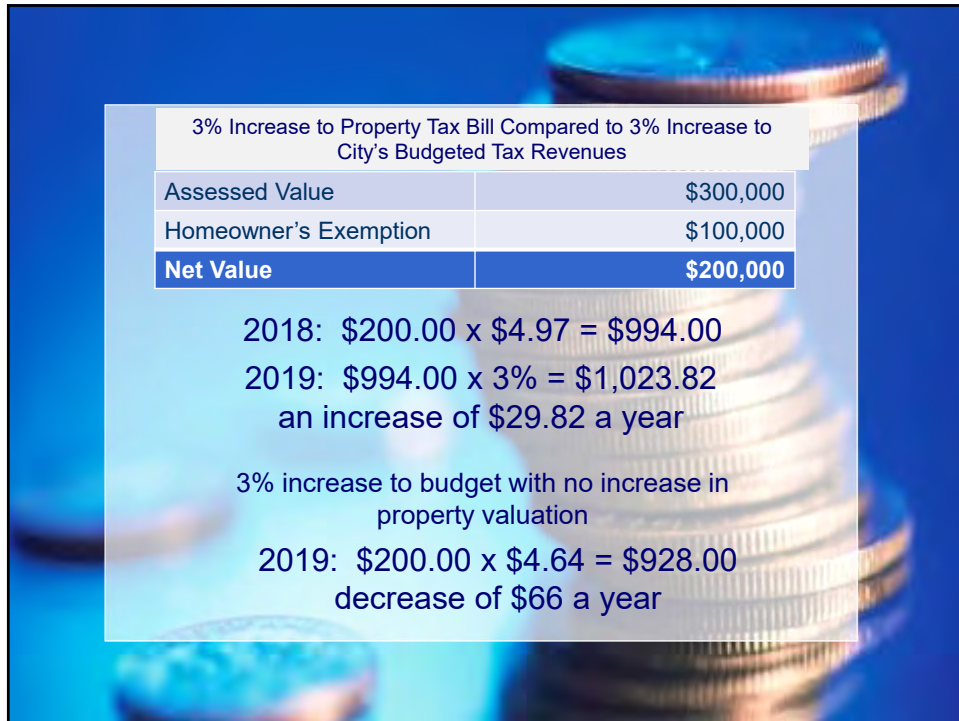 3% Increase to Property Tax Bill Compared to 3% Increase to
City's Budgeted Tax Revenues
Assessed Value $300,000
Homeowner's Exemption $100,000
Net Value $200,000
2018: $200.00 x $4.97 = $994.00
2019: $994.00 x 3% = $1,023.82
an increase of $29.82 a year
3% increase to budget with no increase in
property valuation
2019: $200.00 x $4.64 = $928.00
decrease of $66 a year